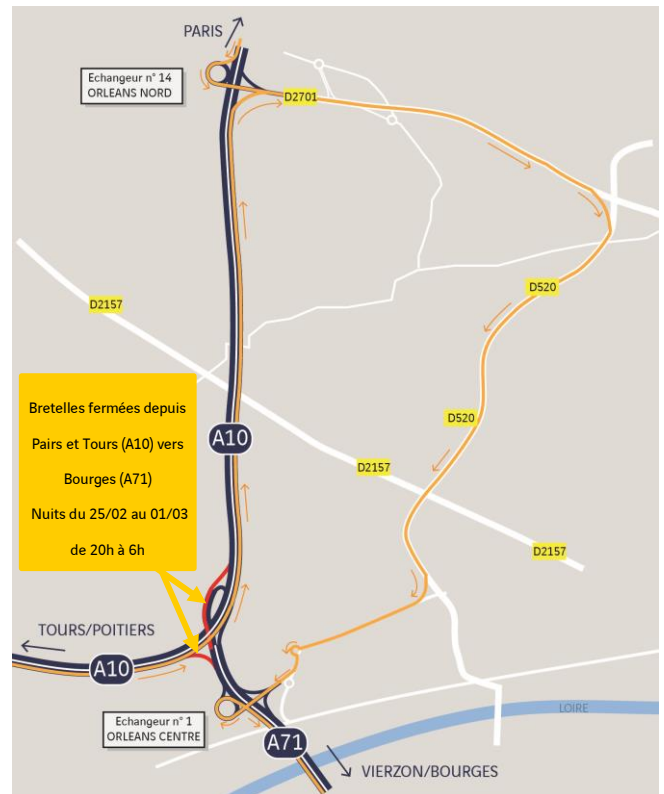 PARIS
Echangeur n° 14
ORLEANS NORD
D2701
D520
D2157
Bretelles fermées depuis
Pairs et Tours (A10) vers
Bourges (A71)
Nuits du 25/02 au 01/03
de 20h à 6h
A10
D520
D2157
D2157
TOURS/POITIERS
A10
Echangeur n° 1
ORLEANS CENTRE
A71
LOIRE
VIERZON/BOURGES